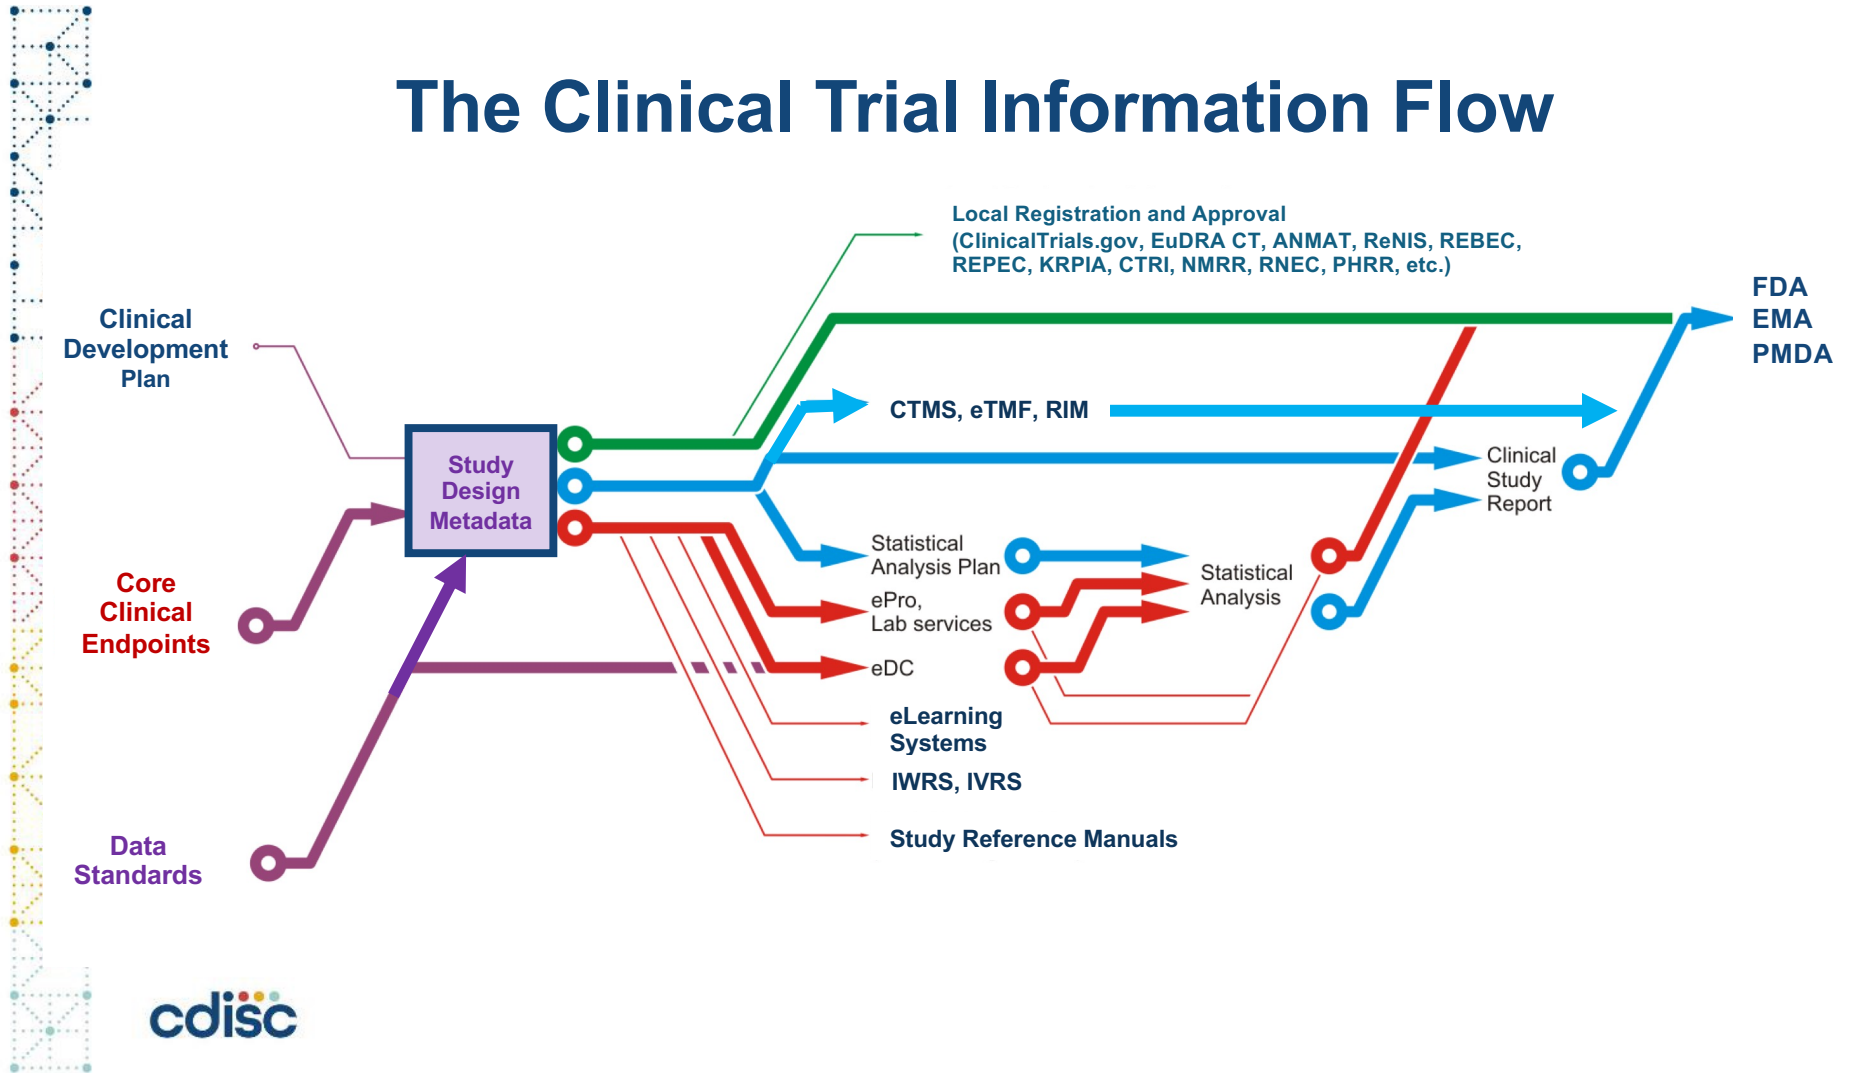 The Clinical Trial Information Flow
Local Registration and Approval
(ClinicalTrials.gov, EuDRA CT, ANMAT, ReNIS, REBEC,
REPEC, KRPIA, CTRI, NMRR, RNEC, PHRR, etc.)
FDA
EMA
PMDA
Clinical
Development
Plan
CTMS, eTMF, RIM
Study
Design
Metadata
Clinical
Study
Report
Statistical
Analysis Plan
Statistical
Analysis
Core
Clinical
Endpoints
ePro,
Lab services
eDC
eLearning
Systems
IWRS, IVRS
Study Reference Manuals
Data
Standards
cdisc